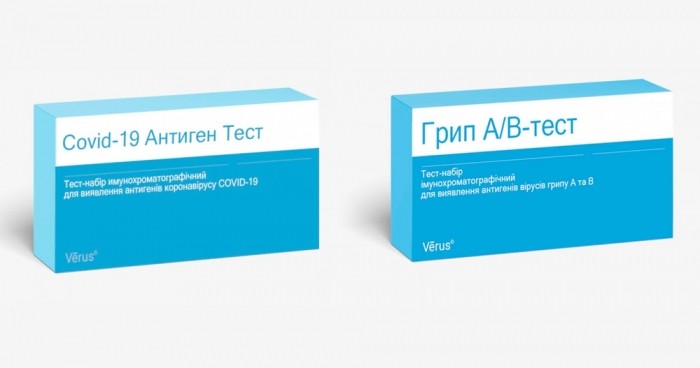 Covid-19 Антиген Тест
Тест-набір имунохроматографічний
для виявлення антигенів коронавірусу COVID-19
Vērus®
Грип A/B-тест
Тест-набір
імунохроматографічний
для виявлення антигенів вірусів грипу А та В
Vērus®